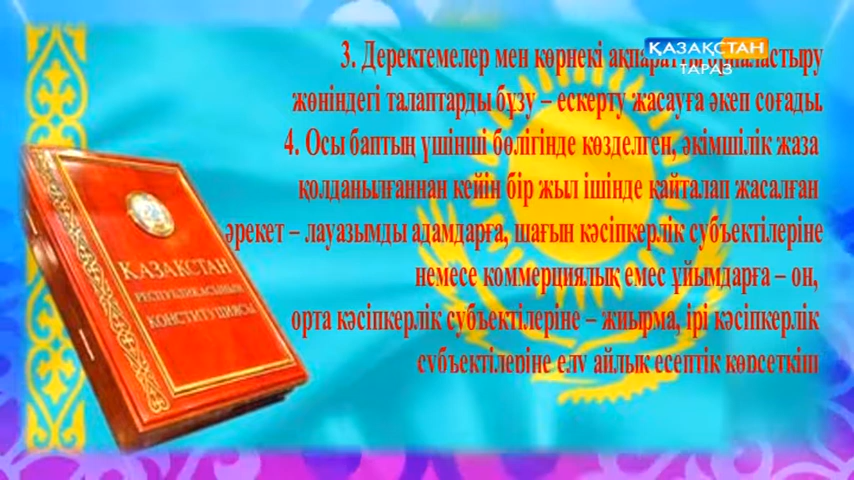 ҚАЗАҚСТАН
ТАРАЗ
3. Деректемелер мен көрнекі
жөніндегі талаптарды бұзу – ескерту жасауға әкеп соғады.
4. Осы баптың үшінші бөлігінде көзделген, әкімшілік жаза
қолданылғаннан кейін бір жыл ішінде қайталап жасалған
әрекет – лауазымды адамдарға, шағын кәсіпкерлік субъектілеріне
немесе коммерциялық емес ұйымдарға – он,
орта кәсіпкерлік субъектілеріне – жиырма, ірі кәсіпкерлік
субъектілеріне елу айлық есептік көрсеткіш
ҚАЗАҚСТАН
РЕСПУБЛИКАСЫНЫҢ
КОНСТИТУЦИЯСЫ